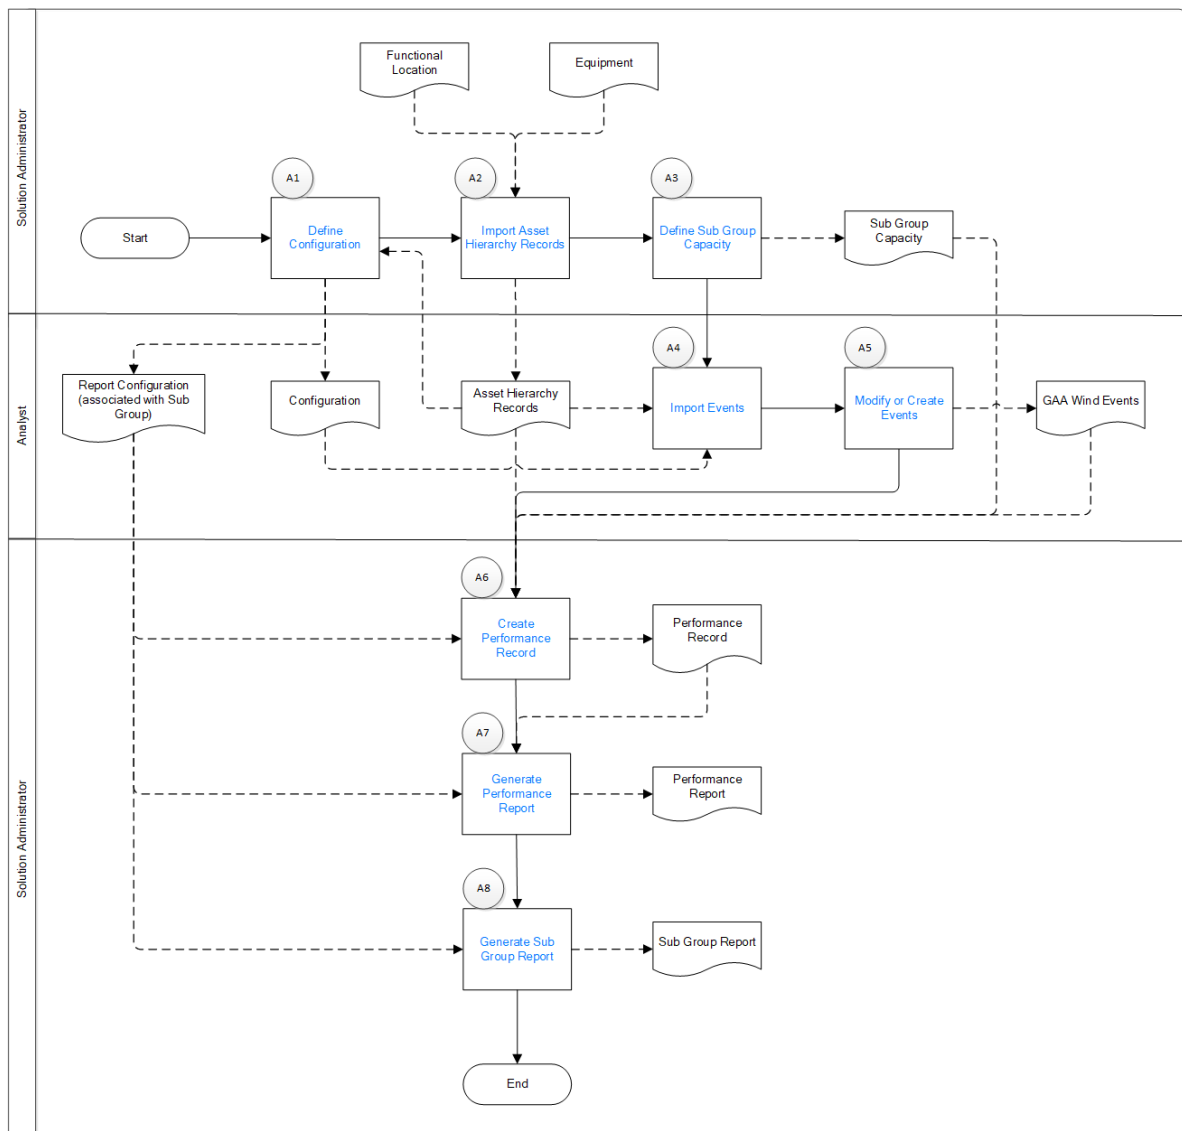 Solution Administrator
Functional
Location
Equipment
A1
A2
A3
Start
Define
Configuration
Import Asset
Hierarchy Records
Define Sub Group
Capacity
Sub Group
Capacity
Analyst
A4
A5
Report Configuration
(associated with Sub
Group)
Configuration
Asset Hierarchy
Records
Import Events
Modify or Create
Events
GAA Wind Events
Solution Administrator
A6
Create
Performance
Record
Performance
Record
A7
Generate
Performance
Report
Performance
Report
A8
Generate Sub
Group Report
Sub Group Report
End